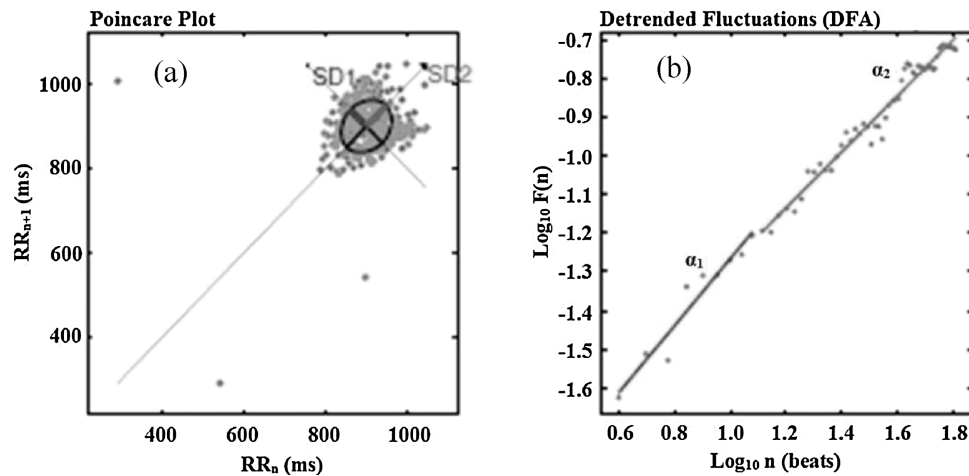 Poincare Plot
(a)
SD1
SD2
1000
800
600
400
RRn+1 (ms)
400 600 800 1000
RRn (ms)
Detrended Fluctuations (DFA)
(b)
α2
α1
-0.7
-0.8
-0.9
-1.0
-1.1
-1.2
-1.3
-1.4
-1.5
-1.6
Log10 F(n)
0.6 0.8 1.0 1.2 1.4 1.6 1.8
Log10 n (beats)